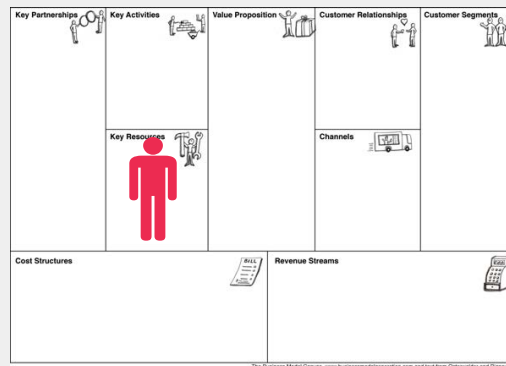 Key Partnerships
Key Activities
Value Proposition
Customer Relationships
Customer Segments
Key Resources
Channels
Cost Structures
BILL
Revenue Streams